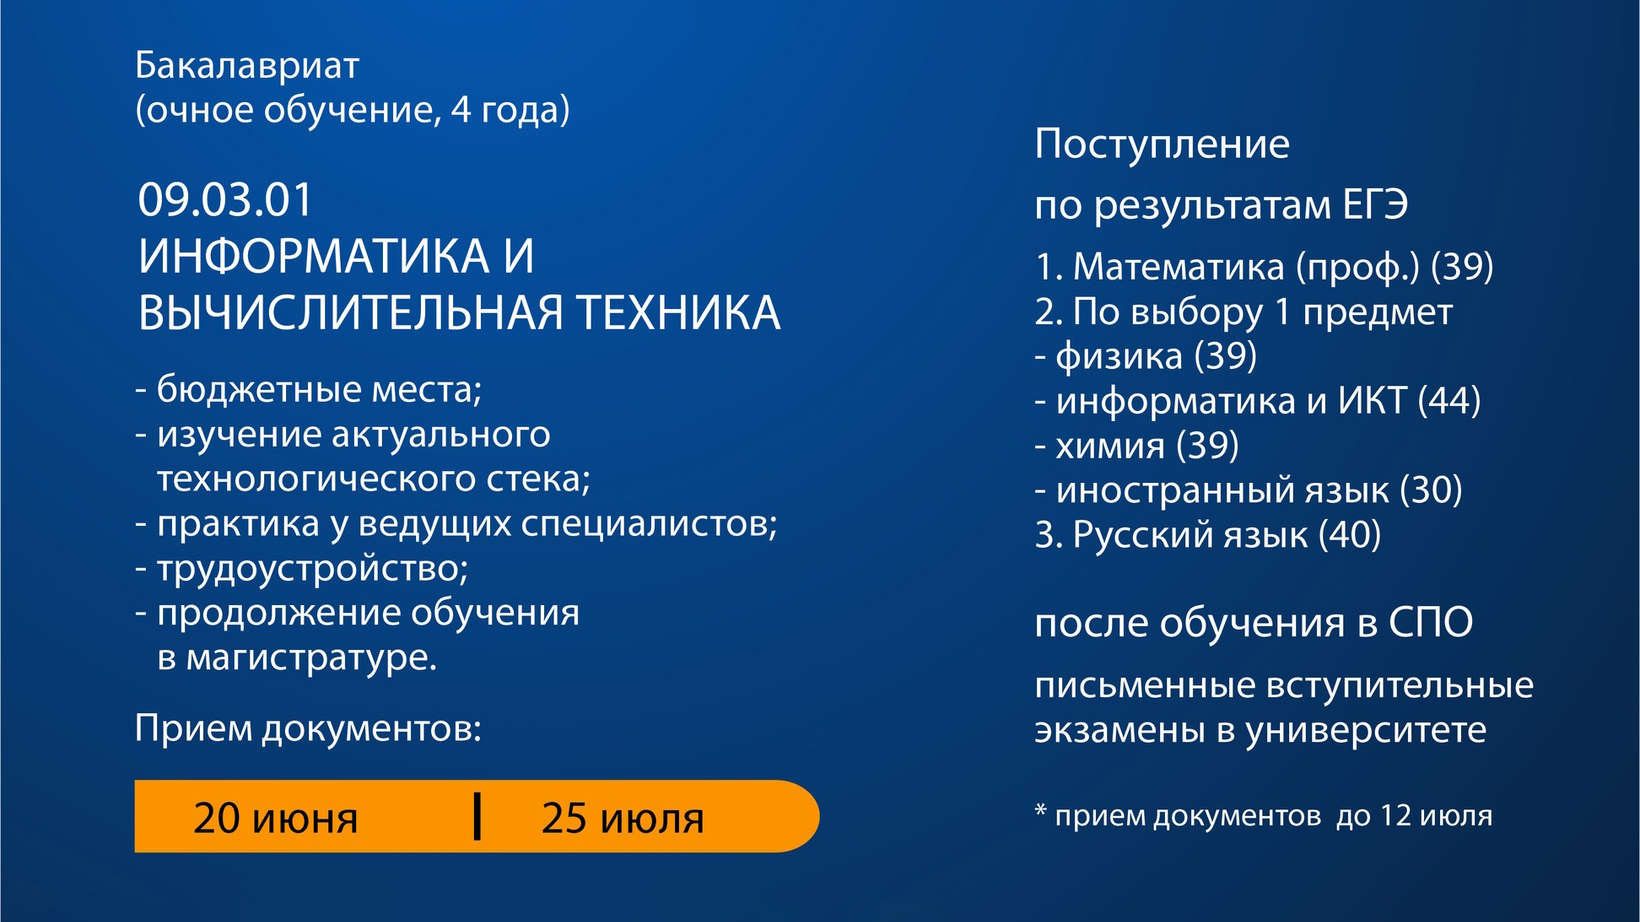 Бакалавриат
(очное обучение, 4 года)
09.03.01
ИНФОРМАТИКА И
ВЫЧИСЛИТЕЛЬНАЯ ТЕХНИКА
- бюджетные места;
- изучение актуального
технологического стека;
- практика у ведущих специалистов;
- трудоустройство;
- продолжение обучения
в магистратуре.
Прием документов:
20 июня | 25 июля
Поступление
по результатам ЕГЭ
1. Математика (проф.) (39)
2. По выбору 1 предмет
- физика (39)
- информатика и ИКТ (44)
- химия (39)
- иностранный язык (30)
3. Русский язык (40)
после обучения в СПО
письменные вступительные
экзамены в университете
* прием документов до 12 июля